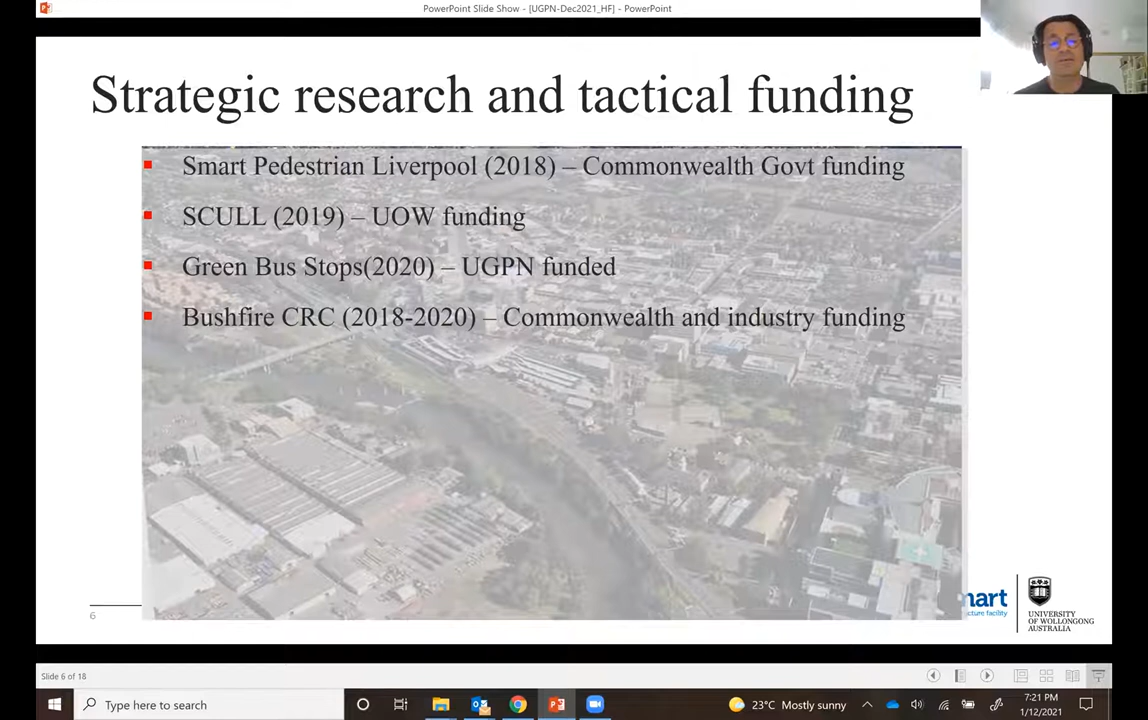 PowerPoint Slide Show - [UGPN-Dec2021_HF] - PowerPoint
Strategic research and tactical funding
Smart Pedestrian Liverpool (2018) – Commonwealth Govt funding
SCULL (2019) – UOW funding
Green Bus Stops(2020) – UGPN funded
Bushfire CRC (2018-2020) – Commonwealth and industry funding
6
nart
cture facility
UNIVERSITY
OF WOLLONGONG
AUSTRALIA
Slide 6 of 18
Type here to search
23°C Mostly sunny
7:21 PM
1/12/2021